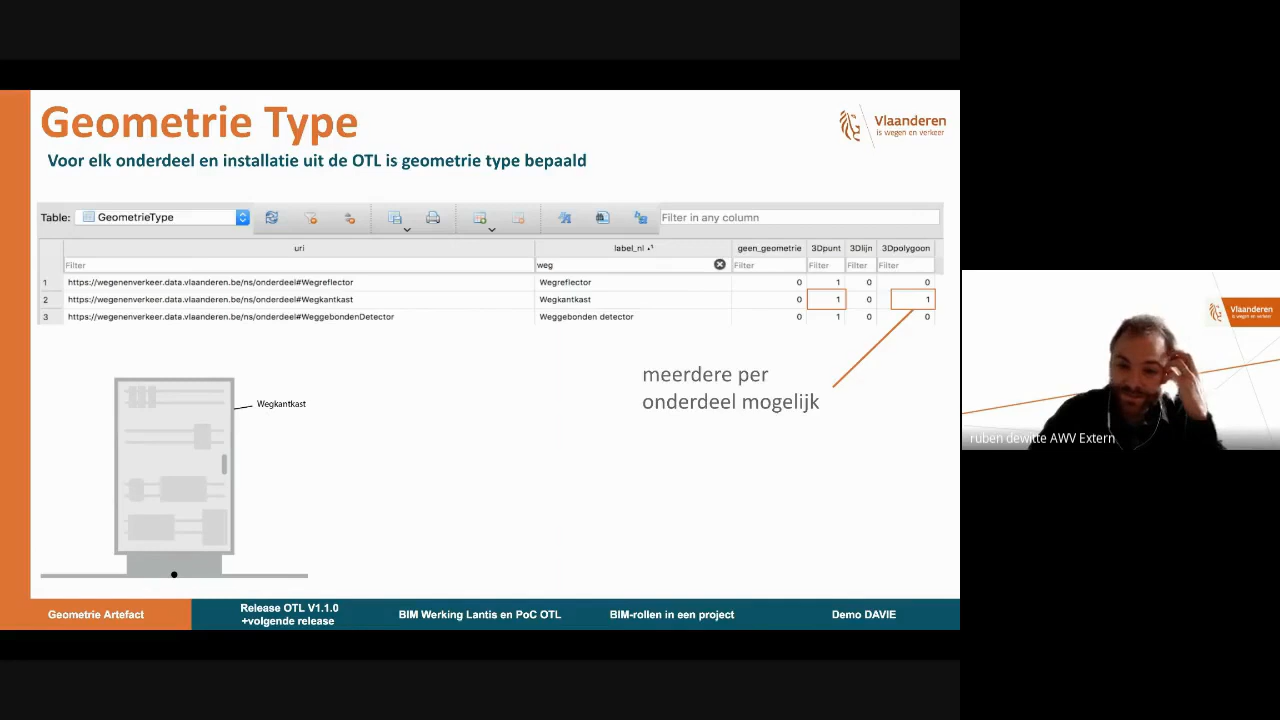 Geometrie Type
Voor elk onderdeel en installatie uit de OTL is geometrie type bepaald
Vlaanderen
is wegen en verkeer
Table: GeometrieType
Filter in any column
uri label_nl geen_geometrie 3Dpunt 3Dlijn 3Dpolygoon
Filter weg Filter Filter Filter Filter
1 https://wegenenverkeer.data.vlaanderen.be/ns/onderdeel#Wegreflector Wegreflector 0 1 0 0
2 https://wegenenverkeer.data.vlaanderen.be/ns/onderdeel#Wegkantkast Wegkantkast 0 1 0 1
3 https://wegenenverkeer.data.vlaanderen.be/ns/onderdeel#WeggebondenDetector Weggebonden detector 0 1 0 0
meerdere per
onderdeel mogelijk
Wegkantkast
Geometrie Artefact
Release OTL V1.1.0
+volgende release
BIM Werking Lantis en PoC OTL
BIM-rollen in een project
Demo DAVIE
Vlaanderen
is wegen en verkeer
ruben dewitte AWV Extern